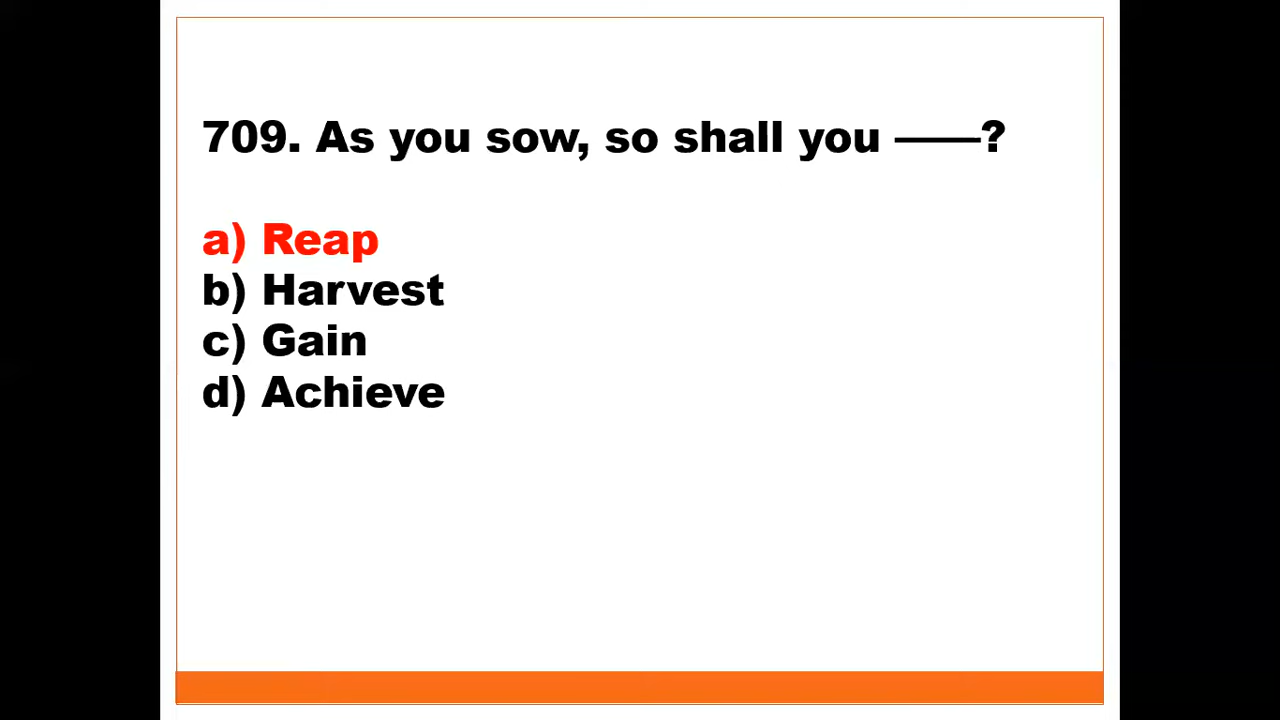 709. As you sow, so shall you ——?
a) Reap
b) Harvest
c) Gain
d) Achieve